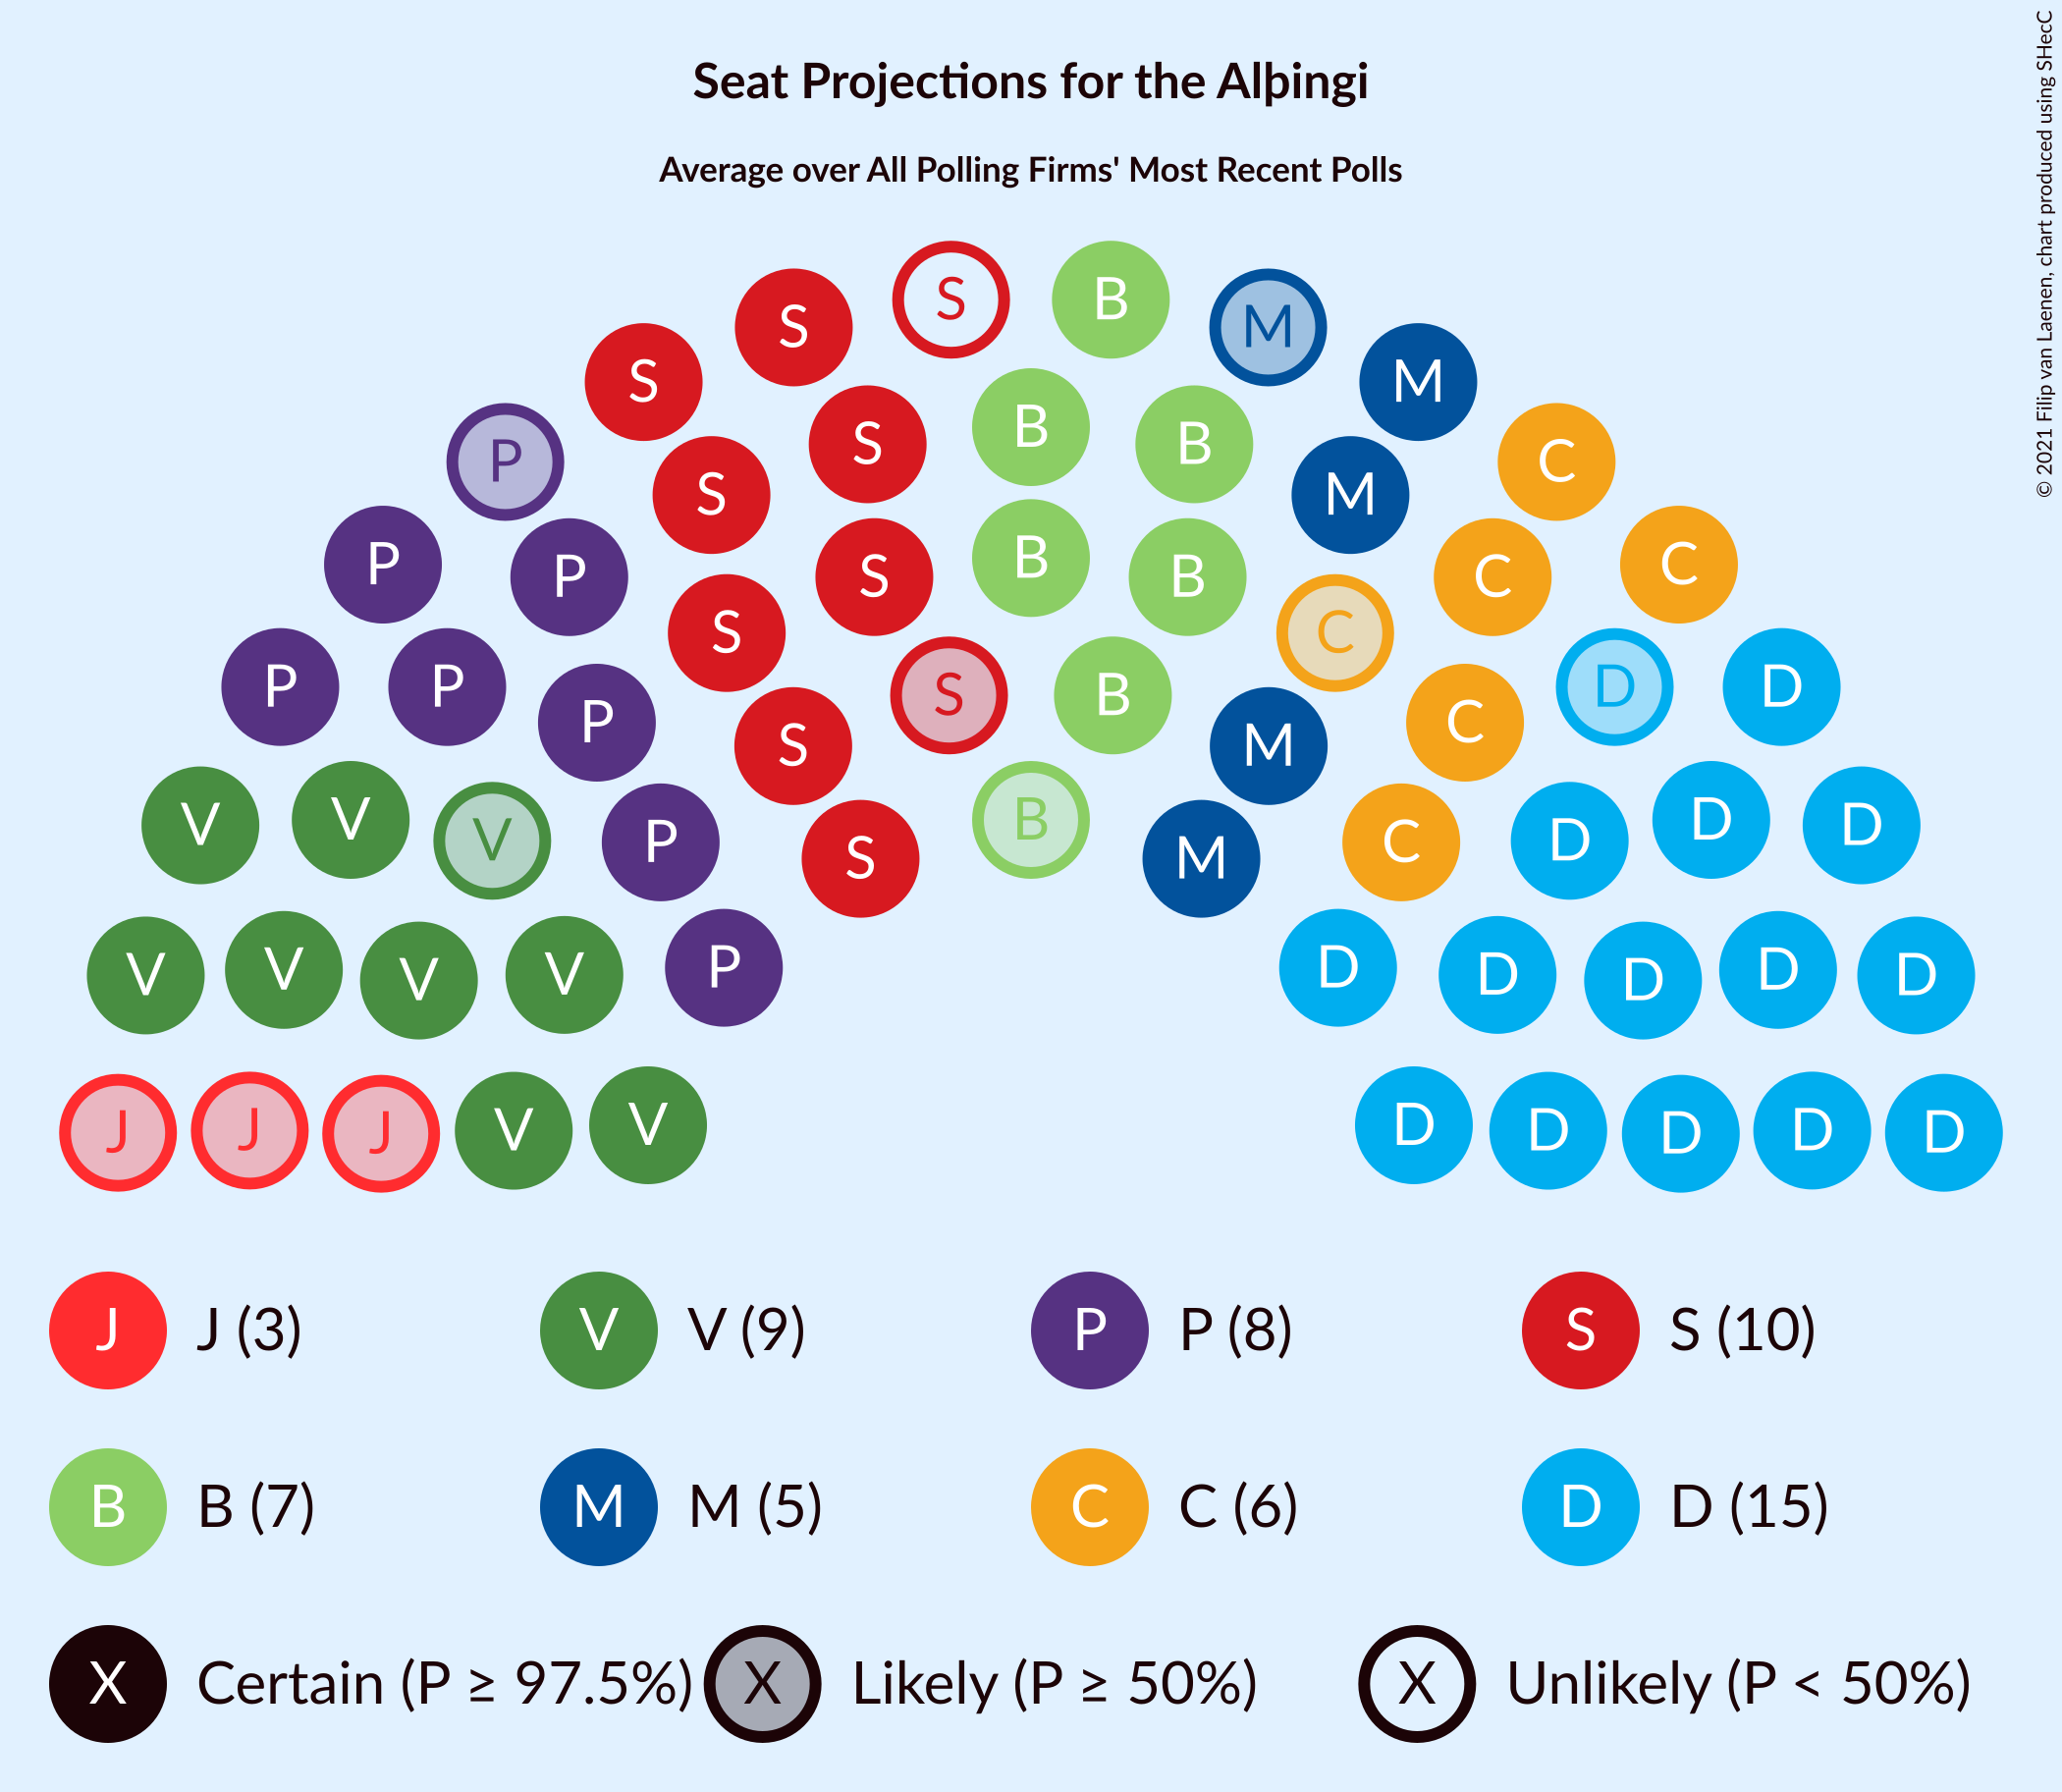 Seat Projections for the Alþingi
Average over All Polling Firms' Most Recent Polls
© 2021 Filip van Laenen, chart produced using SHecC
S S B M
S M
P S S B B M C
P P S B B C C
P P P S S B C C D D
S M
V V V P S B M C D D D
V V V V P D D D D D
J J J V V D D D D D
J J (3) V V (9) P P (8) S S (10)
B B (7) M M (5) C C (6) D D (15)
X Certain (P ≥ 97.5%) X Likely (P ≥ 50%) X Unlikely (P < 50%)